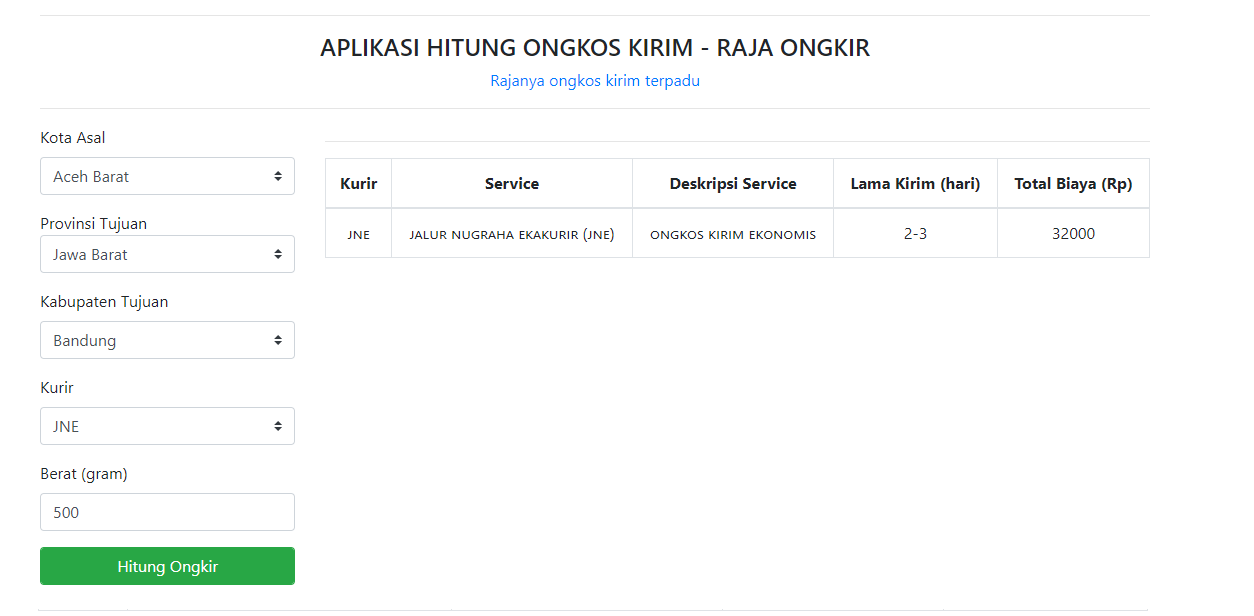 APLIKASI HITUNG ONGKOS KIRIM - RAJA ONGKIR
Rajanya ongkos kirim terpadu
Kota Asal
Aceh Barat
Provinsi Tujuan
Jawa Barat
Kabupaten Tujuan
Bandung
Kurir
JNE
Berat (gram)
500
Hitung Ongkir
Kurir Service Deskripsi Service Lama Kirim (hari) Total Biaya (Rp)
JNE JALUR NUGRAHA EKAKURIR (JNE) ONGKOS KIRIM EKONOMIS 2-3 32000